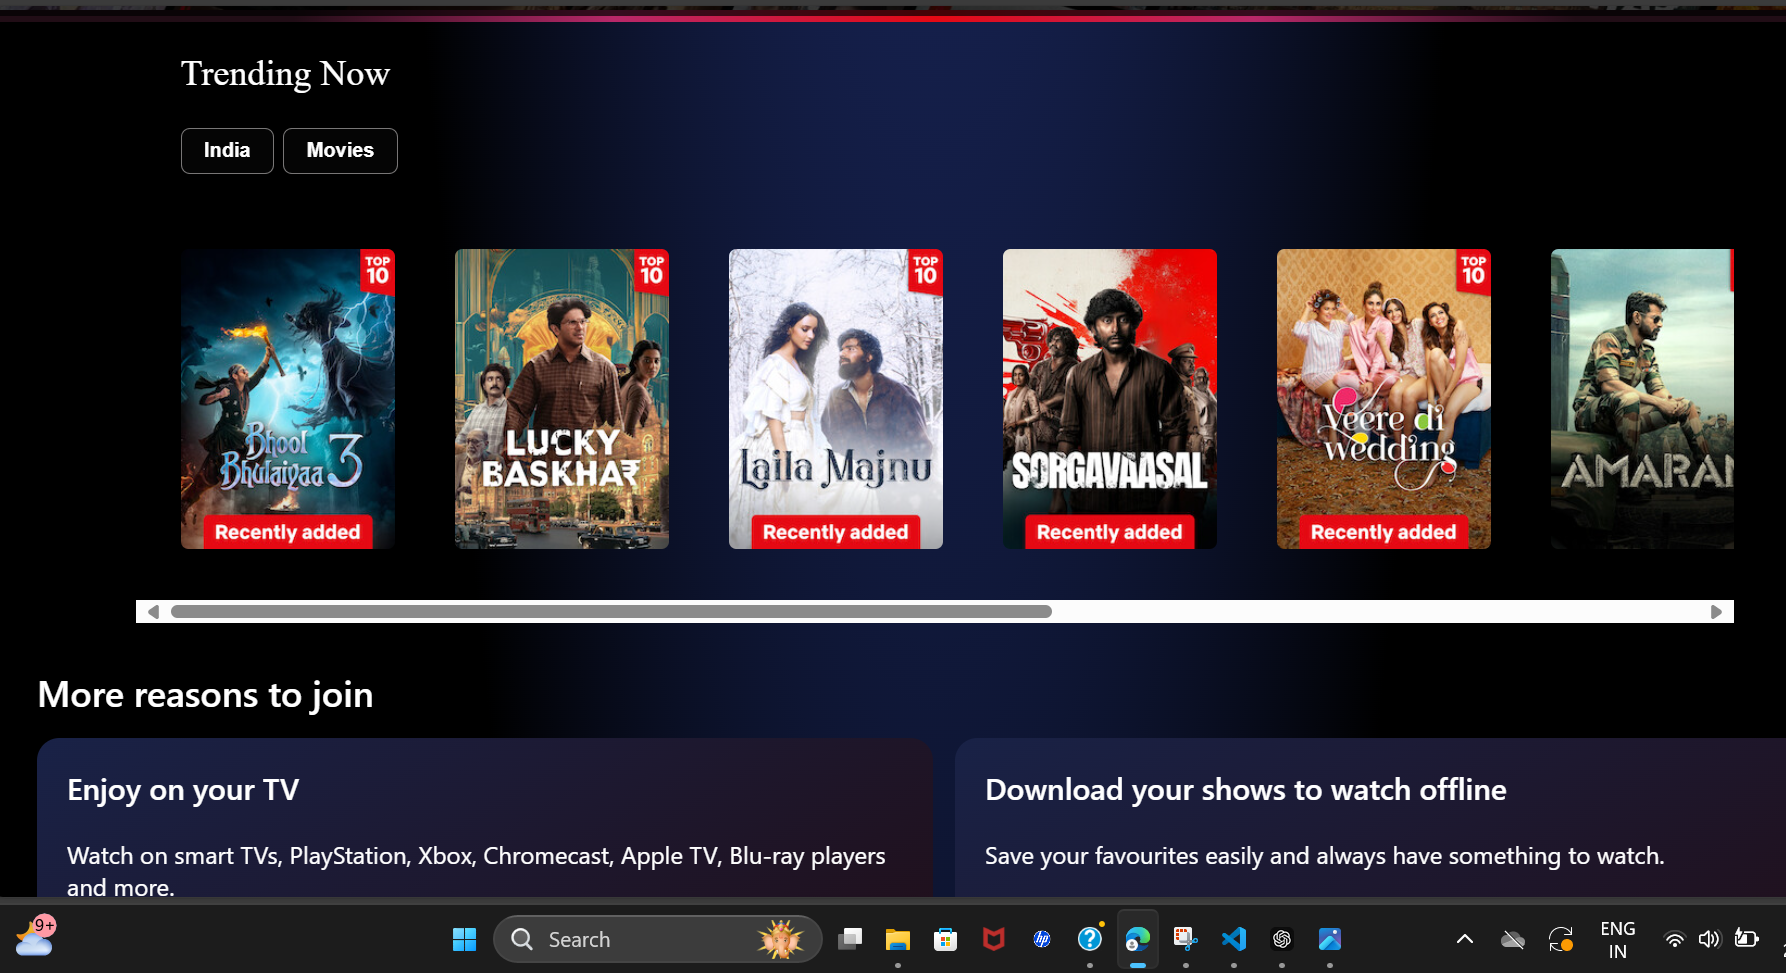 Trending Now
India
Movies
TOP
10
Bhool
Bhulaiyaa 3
Recently added
TOP
10
LUCKY
BASKHAR
TOP
10
Laila Majnu
Recently added
SORGAVAASAL
Recently added
TOP
10
Veere di
wedding
Recently added
AMARAN
More reasons to join
Enjoy on your TV
Watch on smart TVs, PlayStation, Xbox, Chromecast, Apple TV, Blu-ray players
and more.
Download your shows to watch offline
Save your favourites easily and always have something to watch.
9+
Search
hp
ENG
IN